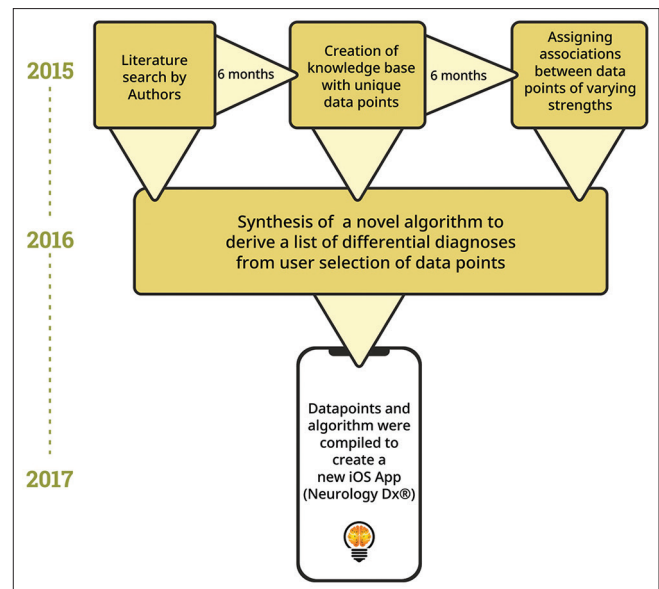 2015
Literature
search by
Authors
6 months
Creation of
knowledge base
with unique
data points
6 months
Assigning
associations
between data
points of varying
strengths
2016
Synthesis of a novel algorithm to
derive a list of differential diagnoses
from user selection of data points
2017
Datapoints and
algorithm were
compiled to
create a
new iOS App
(Neurology Dx®)